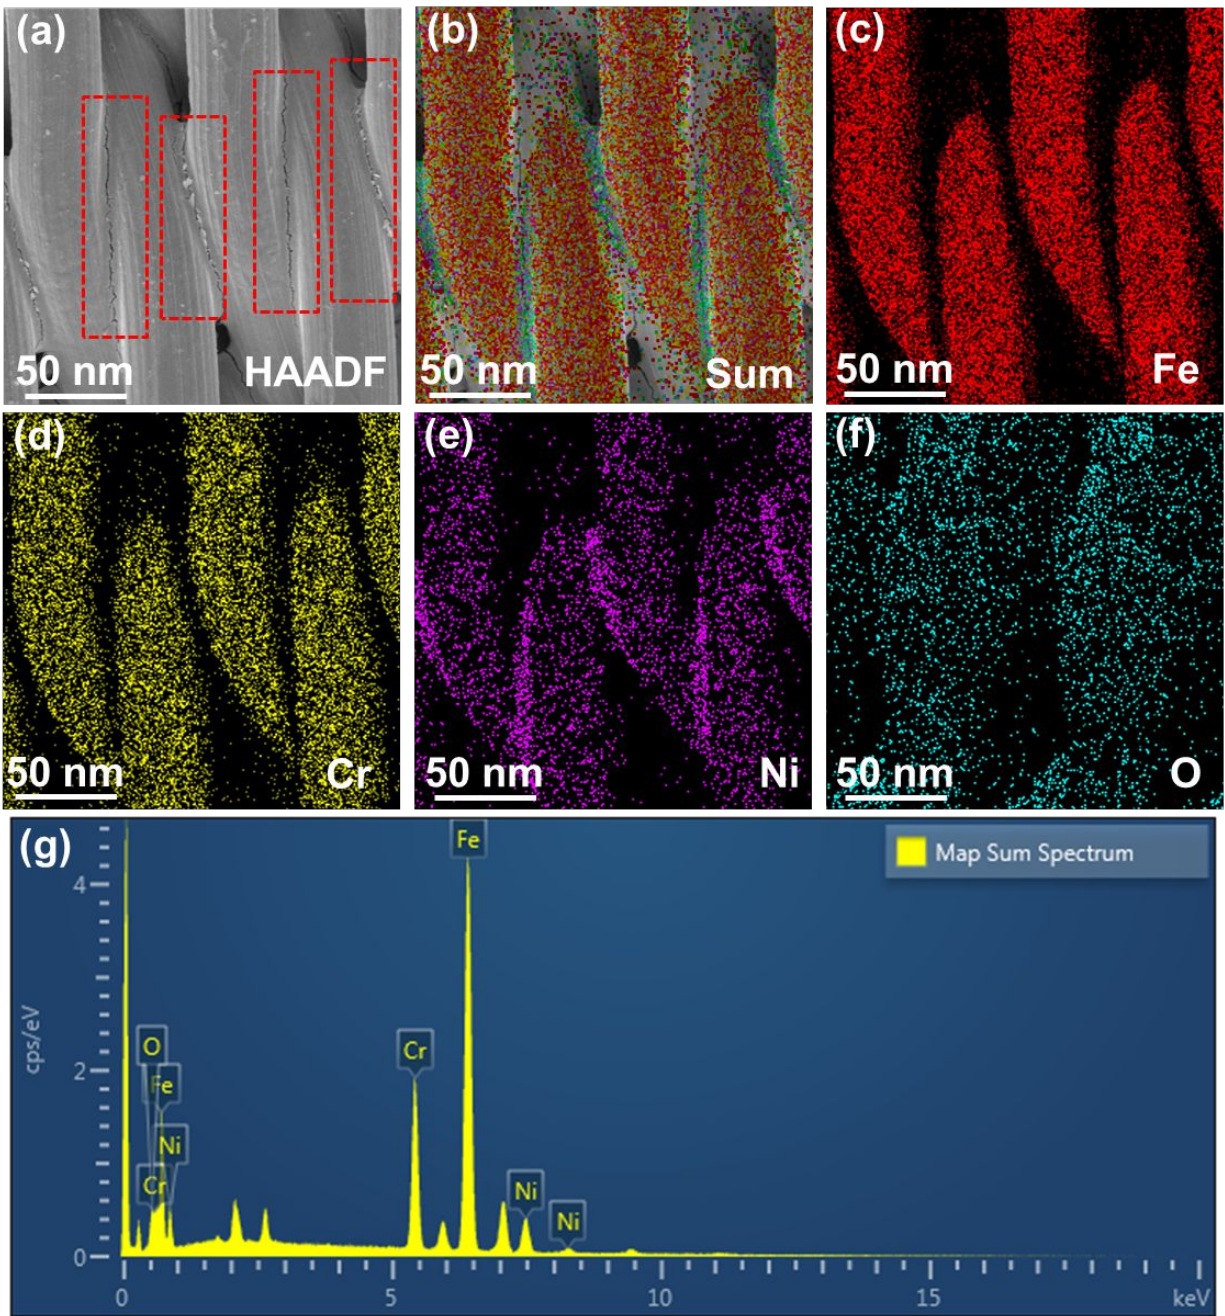 (a)
50 nm
HAADF
(b)
50 nm
Sum
(c)
50 nm
Fe
(d)
50 nm
Cr
(e)
50 nm
Ni
(f)
50 nm
O
(g)
Map Sum Spectrum
cps/eV
4
2
0
O
Fe
Ni
Cr
Cr
Fe
Ni
Ni
0
5
10
15
keV